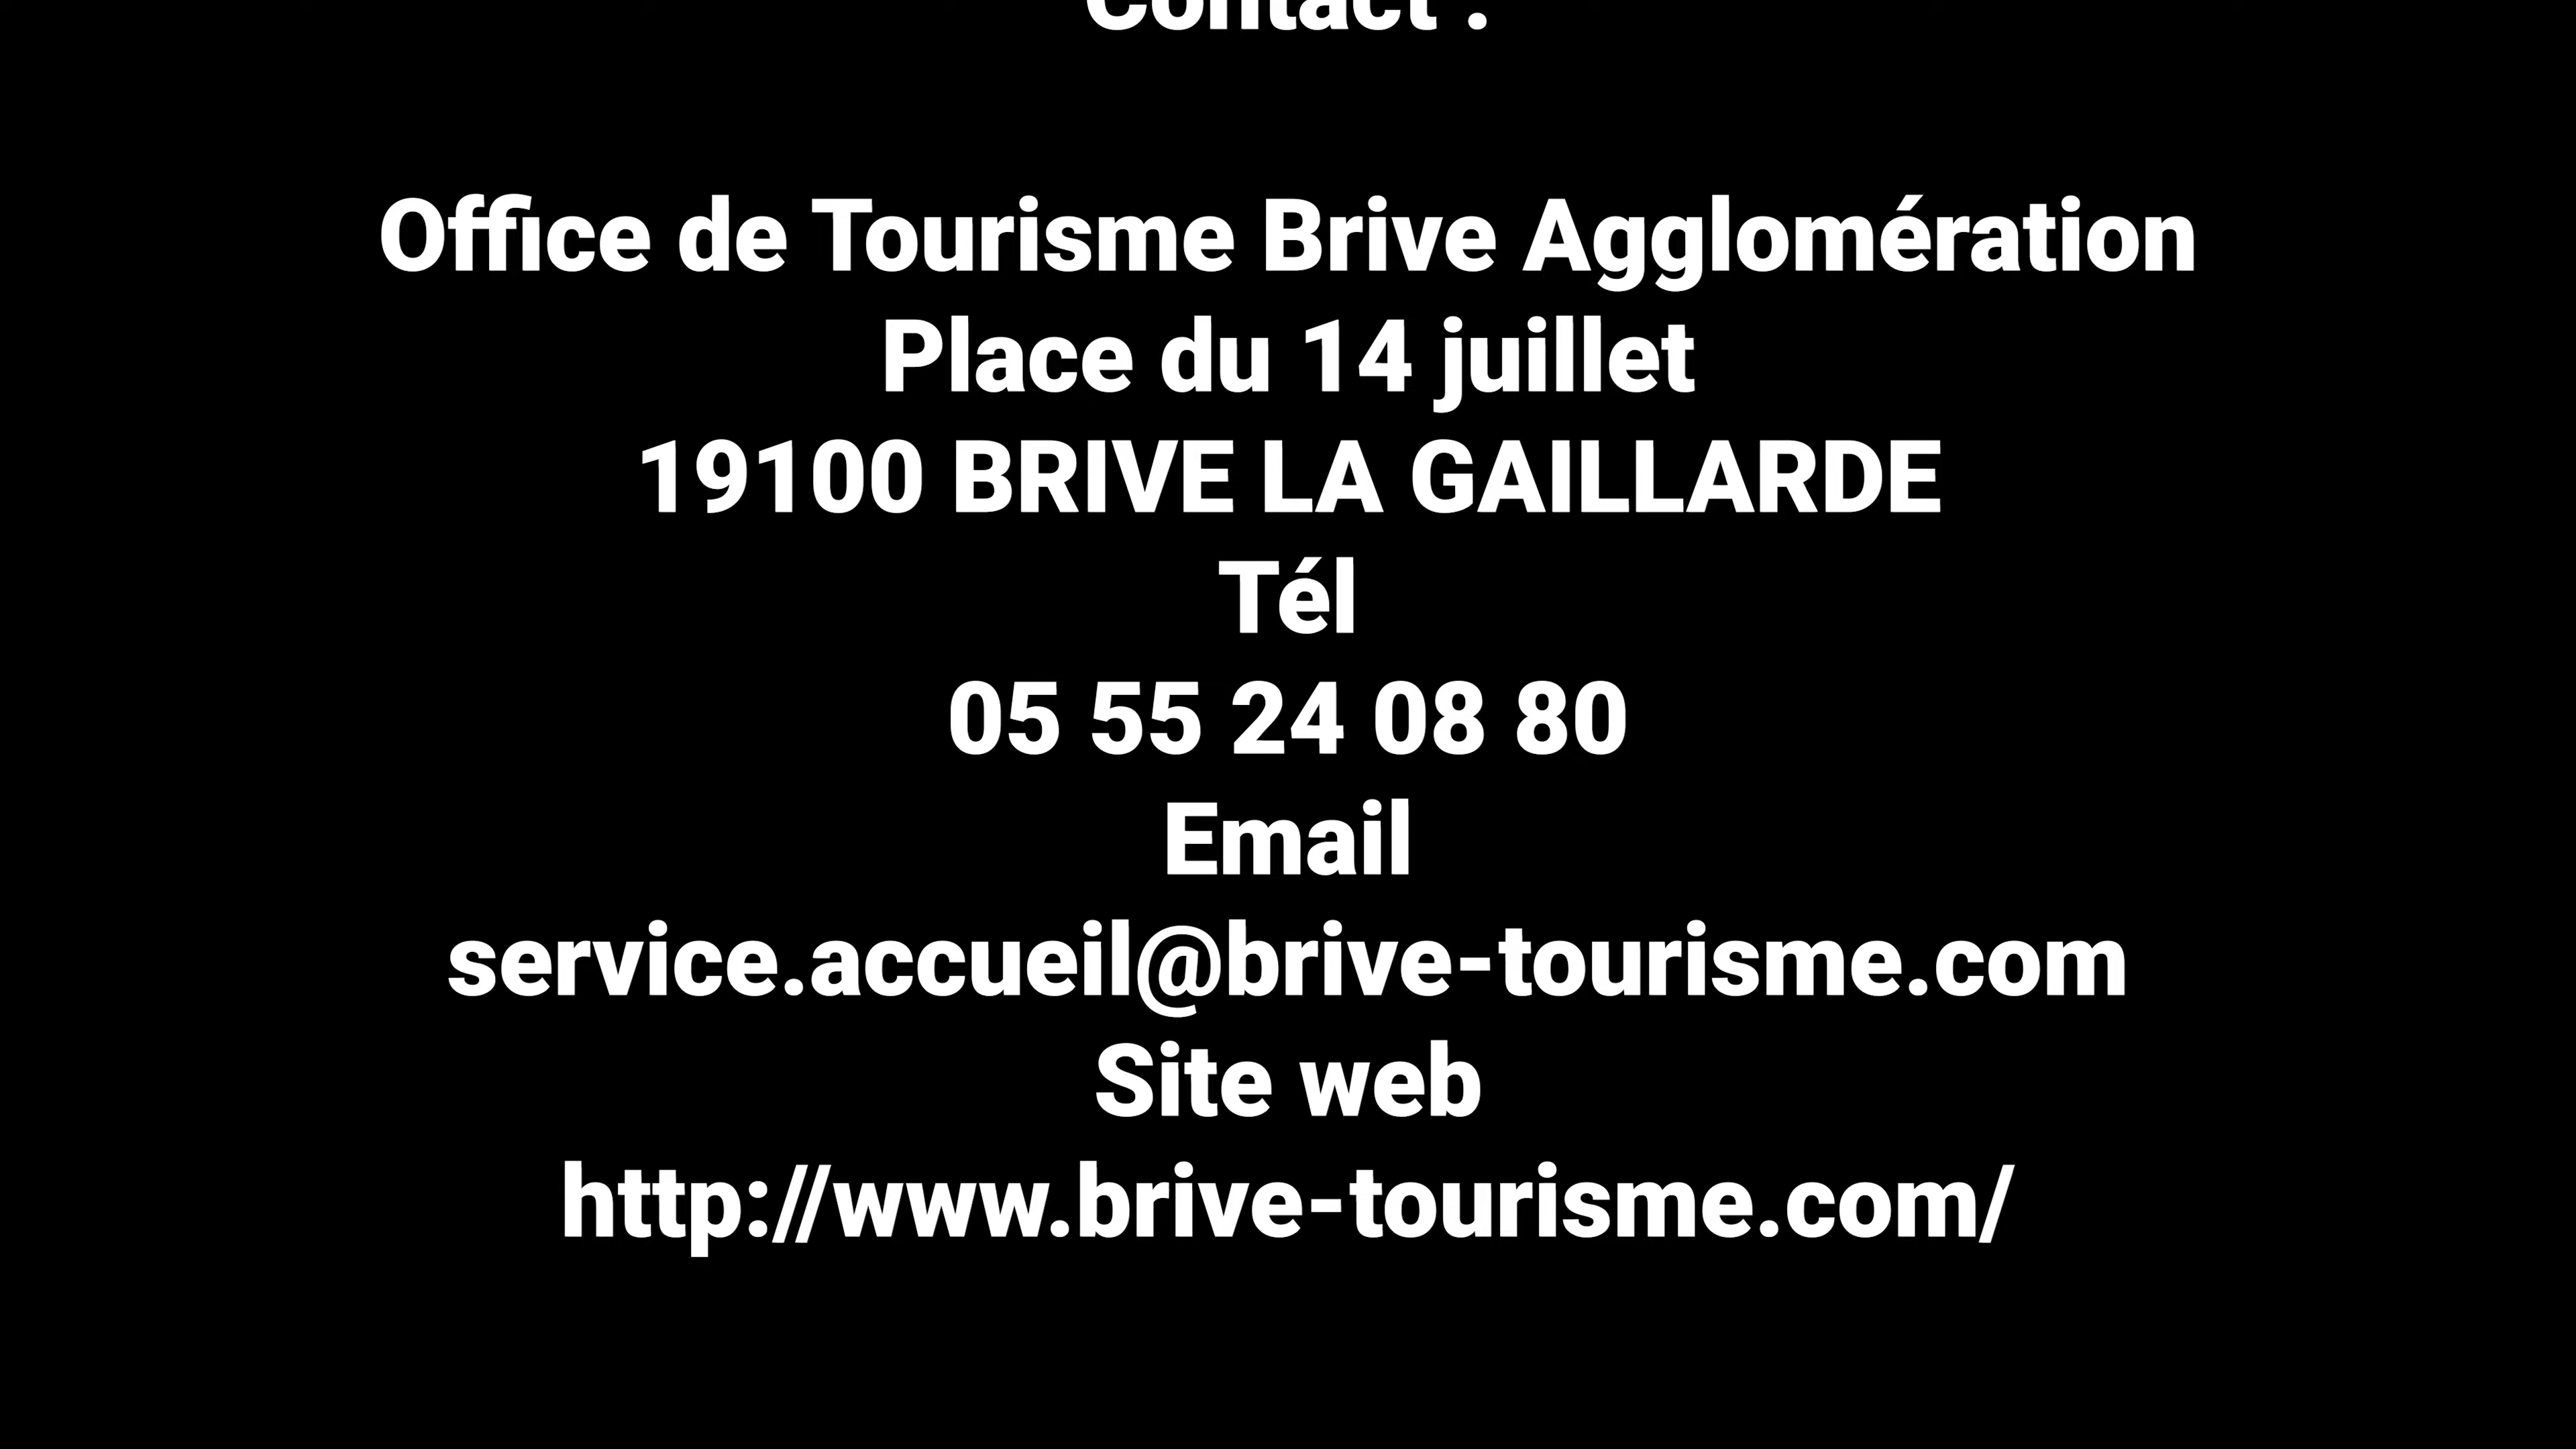 Contact :
Office de Tourisme Brive Agglomération
Place du 14 juillet
19100 BRIVE LA GAILLARDE
Tél
05 55 24 08 80
Email
service.accueil@brive-tourisme.com
Site web
http://www.brive-tourisme.com/